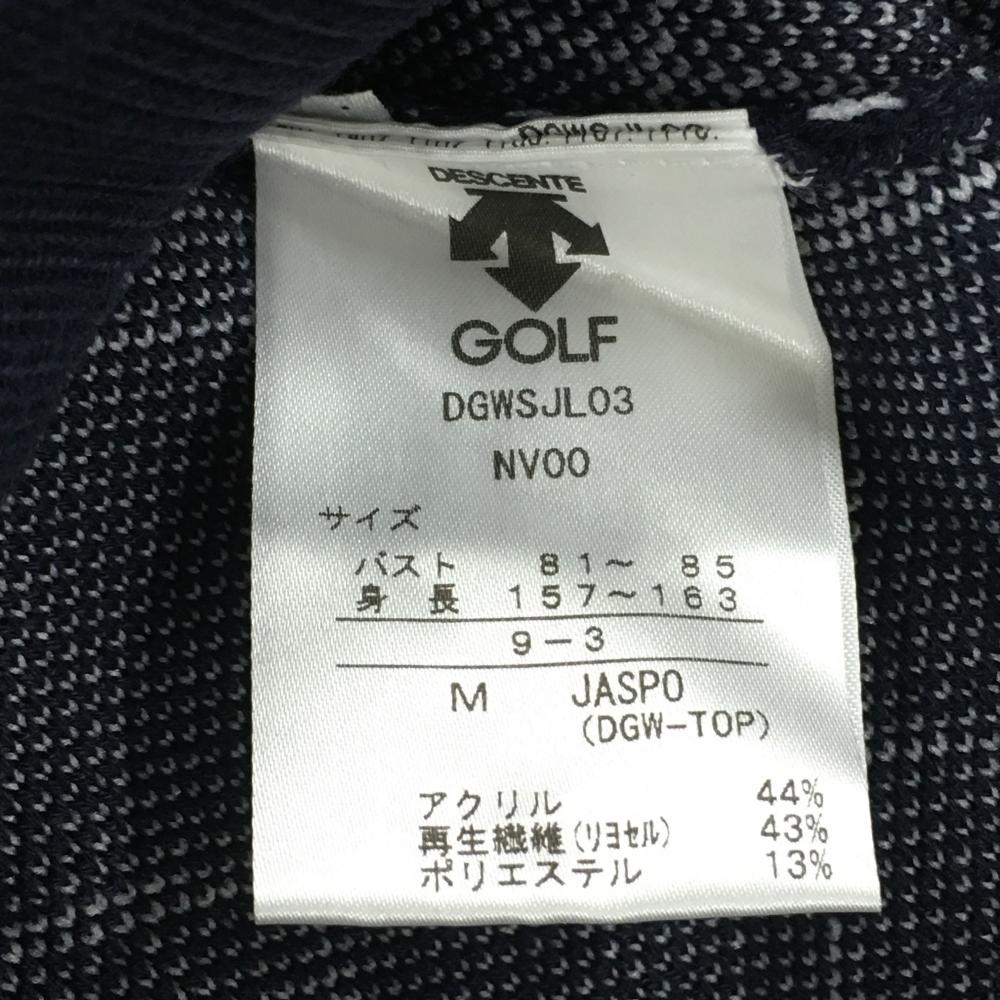 DESCENTE
GOLF
DGWSJL03
NV00
サイズ
バスト 81～ 85
身 長 157～163
9－3
M JASPO
(DGW-TOP)
アクリル 44%
再生繊維(リヨセル) 43%
ポリエステル 13%